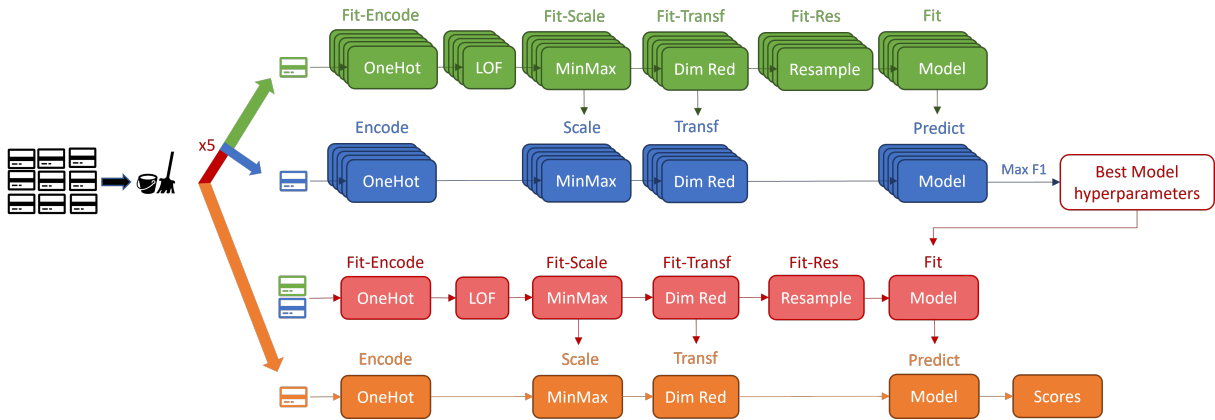 Fit-Encode Fit-Scale Fit-Transf Fit-Res Fit
OneHot LOF MinMax Dim Red Resample Model
x5
Encode Scale Transf Predict
OneHot MinMax Dim Red Model
Max F1
Best Model
hyperparameters
Fit-Encode Fit-Scale Fit-Transf Fit-Res Fit
OneHot LOF MinMax Dim Red Resample Model
Encode Scale Transf Predict
OneHot MinMax Dim Red Model Scores